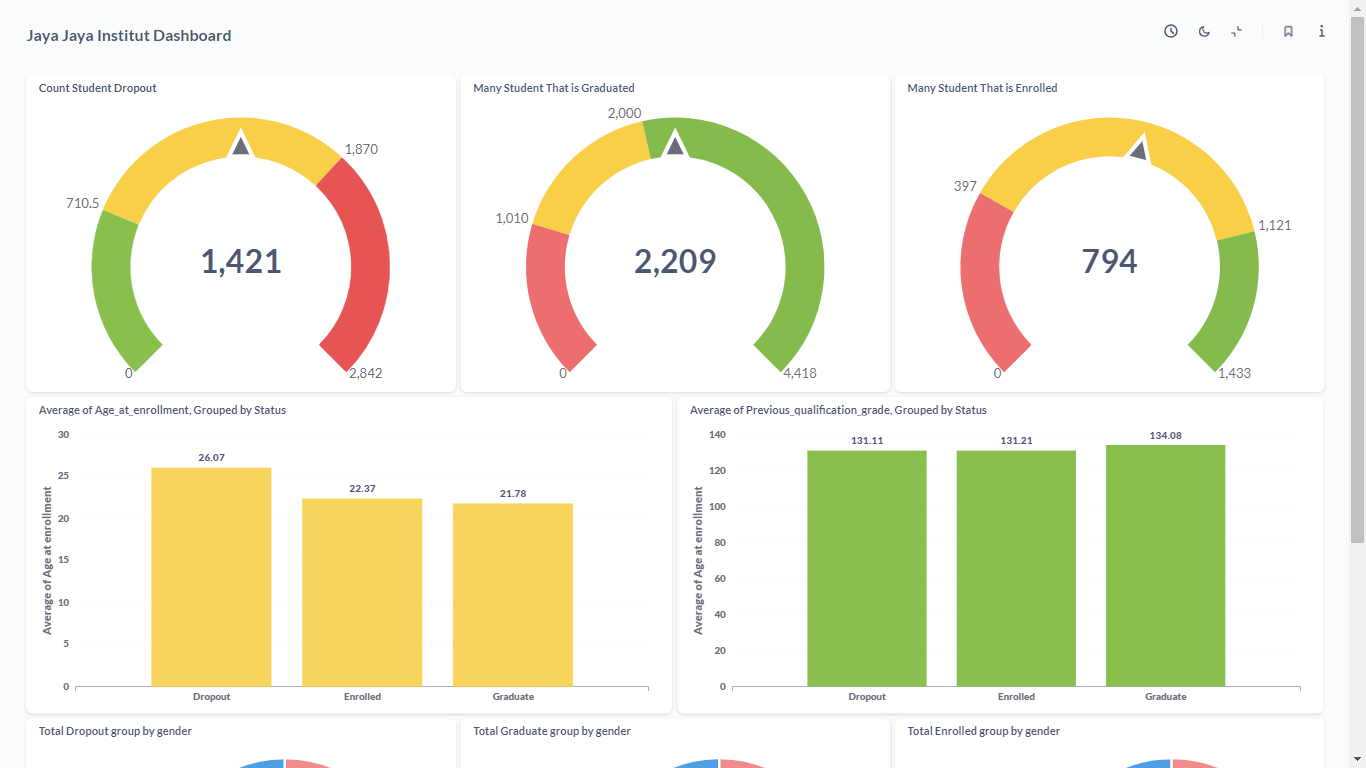 Jaya Jaya Institut Dashboard
Count Student Dropout
710.5
1,870
1,421
0
2,842
Many Student That is Graduated
2,000
1,010
2,209
0
4,418
Many Student That is Enrolled
397
1,121
794
0
1,433
Average of Age_at_enrollment, Grouped by Status
Average of Age at enrollment
30
25
20
15
10
5
0
26.07
22.37
21.78
Dropout
Enrolled
Graduate
Average of Previous_qualification_grade, Grouped by Status
Average of Age at enrollment
140
120
100
80
60
40
20
0
131.11
131.21
134.08
Dropout
Enrolled
Graduate
Total Dropout group by gender
Total Graduate group by gender
Total Enrolled group by gender